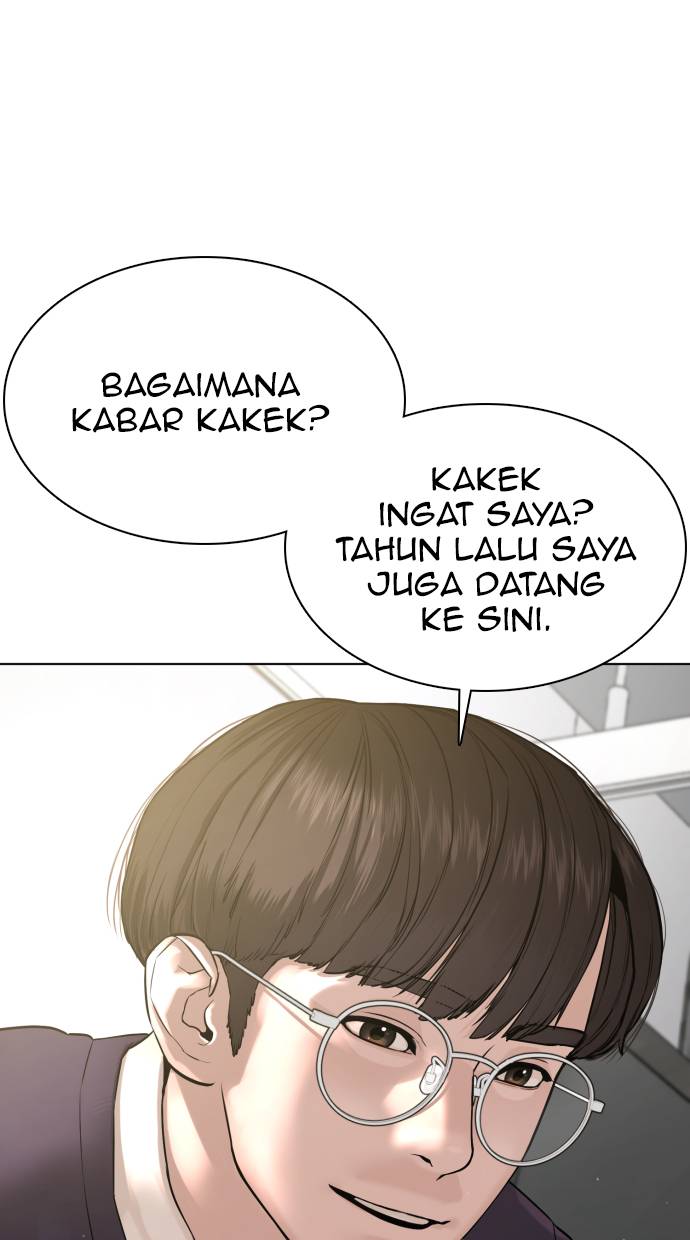 BAGAIMANA
KABAR KAKEK?
KAKEK
INGAT SAYA?
TAHUN LALU SAYA
JUGA DATANG
KE SINI.